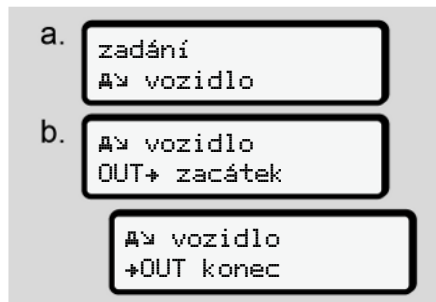 a.
zadání
vozidlo
b.
vozidlo
OUT→ zacátek
vozidlo
→OUT konec